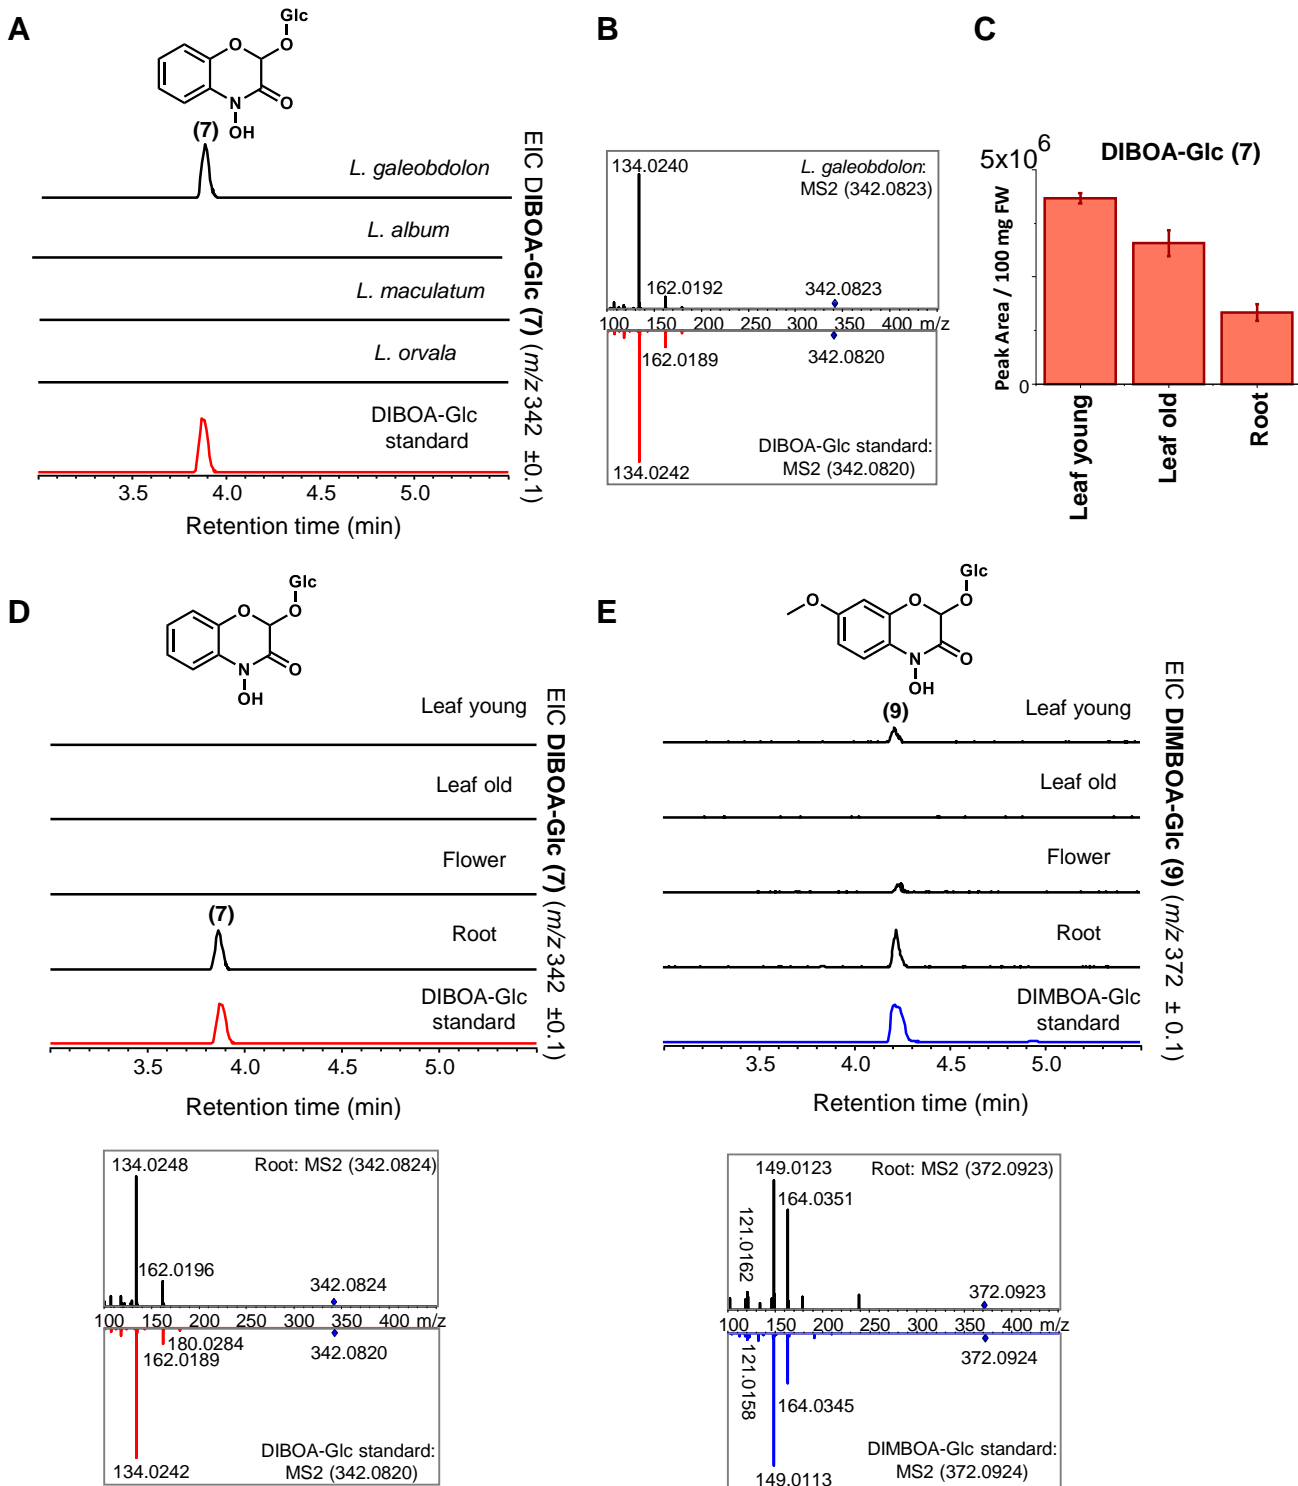 A
Glc
O
O
N
O
OH
(7)
L. galeobdolon
L. album
L. maculatum
L. orvala
DIBOA-Glc
standard
3.5 4.0 4.5 5.0
Retention time (min)
EIC DIBOA-Glc (7) (m/z 342 ±0.1)
B
134.0240
L. galeobdolon:
MS2 (342.0823)
162.0192
342.0823
100 150 200 250 300 350 400 m/z
162.0189
342.0820
DIBOA-Glc standard:
134.0242
MS2 (342.0820)
C
5x10^6
DIBOA-Glc (7)
Peak Area / 100 mg FW
0
Leaf young
Leaf old
Root
D
Glc
O
O
N
O
OH
Leaf young
Leaf old
Flower
(7)
Root
DIBOA-Glc
standard
3.5 4.0 4.5 5.0
Retention time (min)
EIC DIBOA-Glc (7) (m/z 342 ±0.1)
134.0248
Root: MS2 (342.0824)
162.0196
342.0824
100 150 200 250 300 350 400 m/z
180.0284
162.0189
342.0820
DIBOA-Glc standard:
134.0242
MS2 (342.0820)
E
Glc
O
O
O
N
O
OH
(9)
Leaf young
Leaf old
Flower
Root
DIMBOA-Glc
standard
3.5 4.0 4.5 5.0
Retention time (min)
EIC DIMBOA-Glc (9) (m/z 372 ±0.1)
149.0123
Root: MS2 (372.0923)
164.0351
121.0162
372.0923
100 150 200 250 300 350 400 m/z
121.0158
372.0924
164.0345
DIMBOA-Glc standard:
149.0113
MS2 (372.0924)